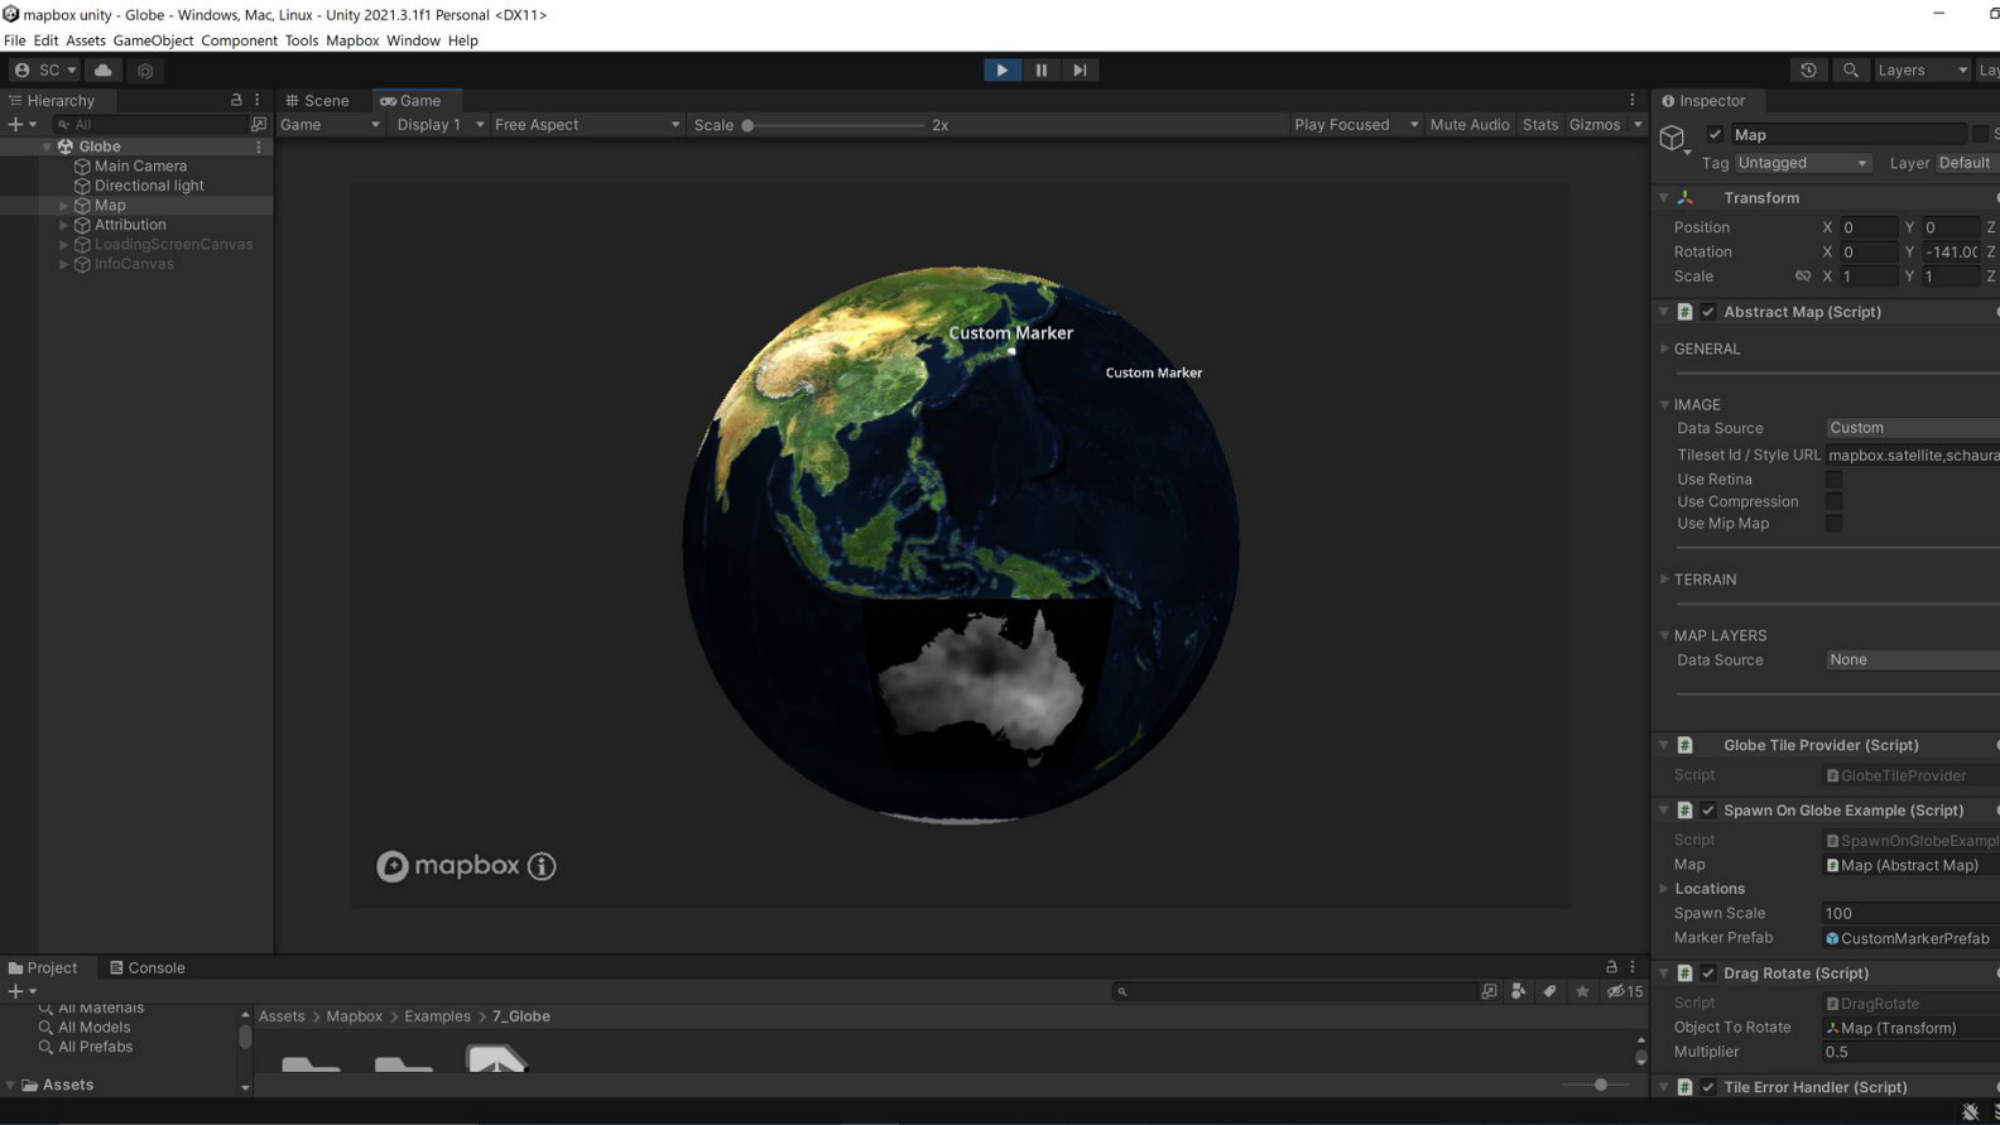 mapbox unity - Globe - Windows, Mac, Linux - Unity 2021.3.1f1 Personal <DX11>
File Edit Assets GameObject Component Tools Mapbox Window Help
SC
Layers
Hierarchy
All
Globe
Main Camera
Directional light
Map
Attribution
LoadingScreenCanvas
InfoCanvas
Scene Game
Game Display 1 Free Aspect Scale 2x Play Focused Mute Audio Stats Gizmos
Custom Marker
Custom Marker
mapbox
Inspector
Map
Tag Untagged Layer Default
Transform
Position X 0 Y 0 Z
Rotation X 0 Y -141.0 Z
Scale X 1 Y 1 Z
Abstract Map (Script)
GENERAL
IMAGE
Data Source Custom
Tileset Id / Style URL mapbox.satellite,schaura
Use Retina
Use Compression
Use Mip Map
TERRAIN
MAP LAYERS
Data Source None
Globe Tile Provider (Script)
Script GlobeTileProvider
Spawn On Globe Example (Script)
Script SpawnOnGlobeExampl
Map Map (Abstract Map)
Locations
Spawn Scale 100
Marker Prefab CustomMarkerPrefab
Drag Rotate (Script)
Script DragRotate
Object To Rotate Map (Transform)
Multiplier 0.5
Tile Error Handler (Script)
Project Console
15
All Materials
All Models
All Prefabs
Assets
Assets > Mapbox > Examples > 7_Globe